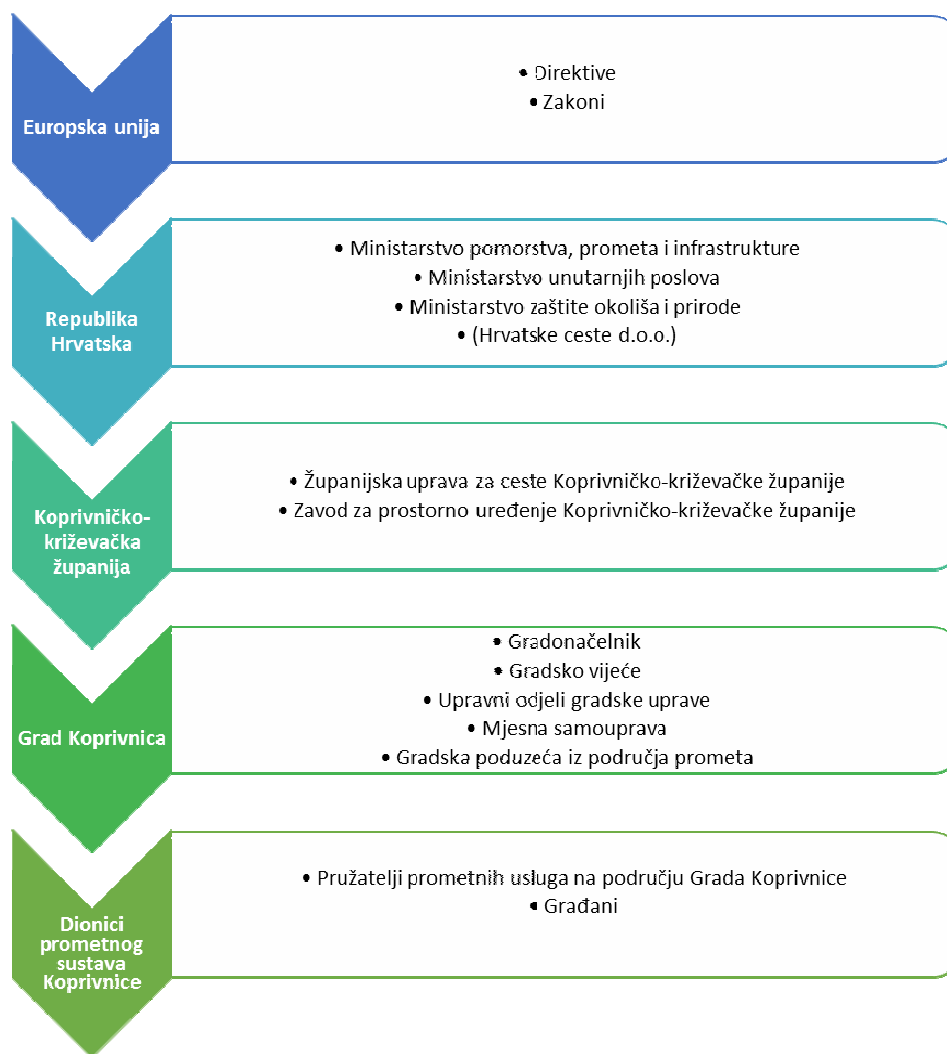 Europska unija
• Direktive
• Zakoni
Republika
Hrvatska
• Ministarstvo pomorstva, prometa i infrastrukture
• Ministarstvo unutarnjih poslova
• Ministarstvo zaštite okoliša i prirode
• (Hrvatske ceste d.o.o.)
Koprivničko-
križevačka
županija
• Županijska uprava za ceste Koprivničko-križevačke županije
• Zavod za prostorno uređenje Koprivničko-križevačke županije
Grad Koprivnica
• Gradonačelnik
• Gradsko vijeće
• Upravni odjeli gradske uprave
• Mjesna samouprava
• Gradska poduzeća iz područja prometa
Dionici
prometnog
sustava
Koprivnice
• Pružatelji prometnih usluga na području Grada Koprivnice
• Građani